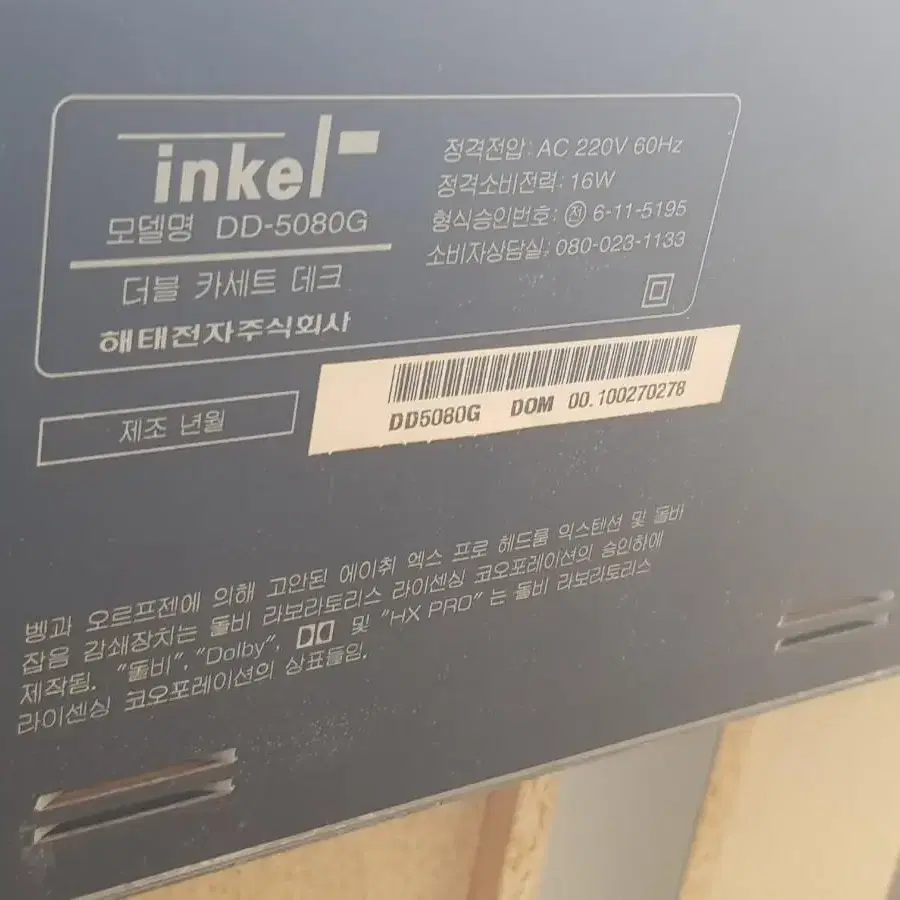 inkel
모델명 DD-5080G
더블 카세트 데크
해태전자주식회사
정격전압: AC 220V 60Hz
정격소비전력: 16W
형식승인번호: ㉠ 6-11-5195
소비자상담실: 080-023-1133
제조 년월
DD5080G DOM 00.100270278
벵과 오르프젠에 의해 고안된 에이취 엑스 프로 헤드룸 익스텐션 및 돌비
잡음 감쇄장치는 돌비 라보라토리스 라이센싱 코오포레이션의 승인하에
제작됨. "돌비", "Dolby", 및 "HX PRO" 는 돌비 라보라토리스
라이센싱 코오포레이션의 상표들임.